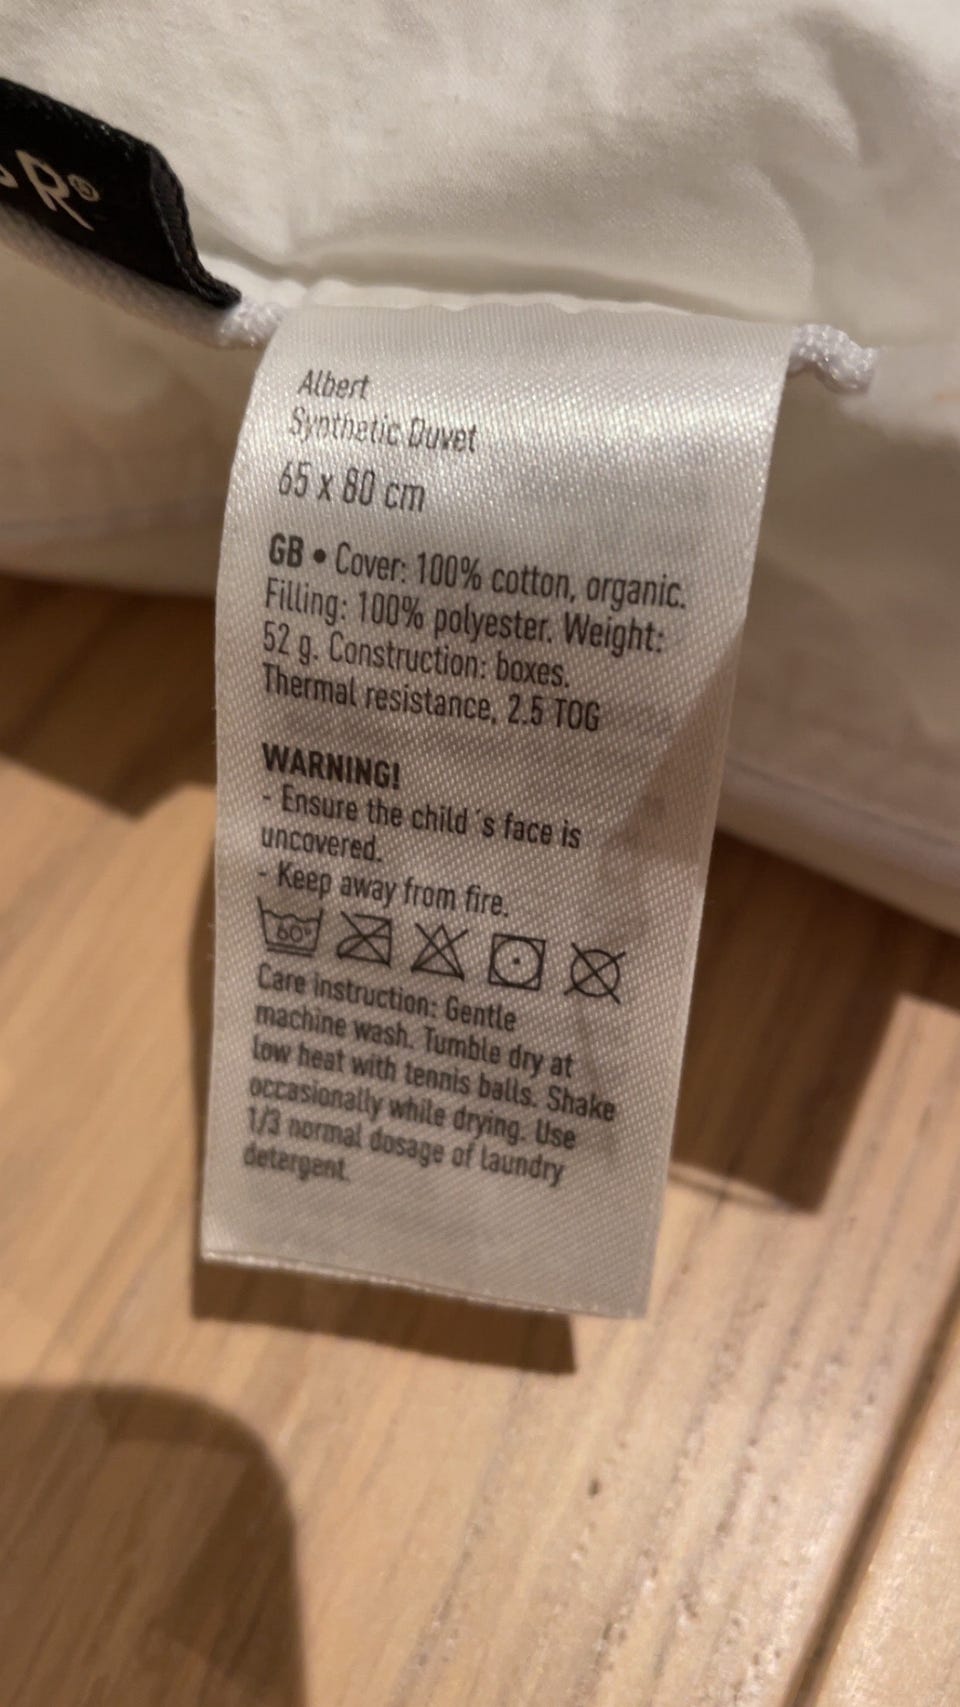 R®
Albert
Synthetic Duvet
65 x 80 cm
GB • Cover: 100% cotton, organic.
Filling: 100% polyester. Weight:
52 g. Construction: boxes.
Thermal resistance, 2.5 TOG
WARNING!
- Ensure the child ´s face is
uncovered.
- Keep away from fire.
60°
Care instruction: Gentle
machine wash. Tumble dry at
low heat with tennis balls. Shake
occasionally while drying. Use
1/3 normal dosage of laundry
detergent.